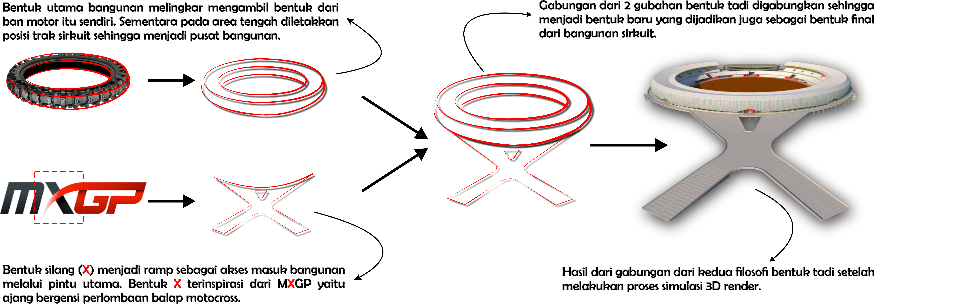 Bentuk utama bangunan melingkar mengambil bentuk dari
ban motor itu sendiri. Sementara pada area tengah diletakkan
posisi trak sirkuit sehingga menjadi pusat bangunan.
Gabungan dari 2 gubahan bentuk tadi digabungkan sehingga
menjadi bentuk baru yang dijadikan juga sebagai bentuk final
dari bangunan sirkuit.
MXGP
Bentuk silang (X) menjadi ramp sebagai akses masuk bangunan
melalui pintu utama. Bentuk X terinspirasi dari MXGP yaitu
ajang bergensi perlombaan balap motocross.
Hasil dari gabungan dari kedua filosofi bentuk tadi setelah
melakukan proses simulasi 3D render.